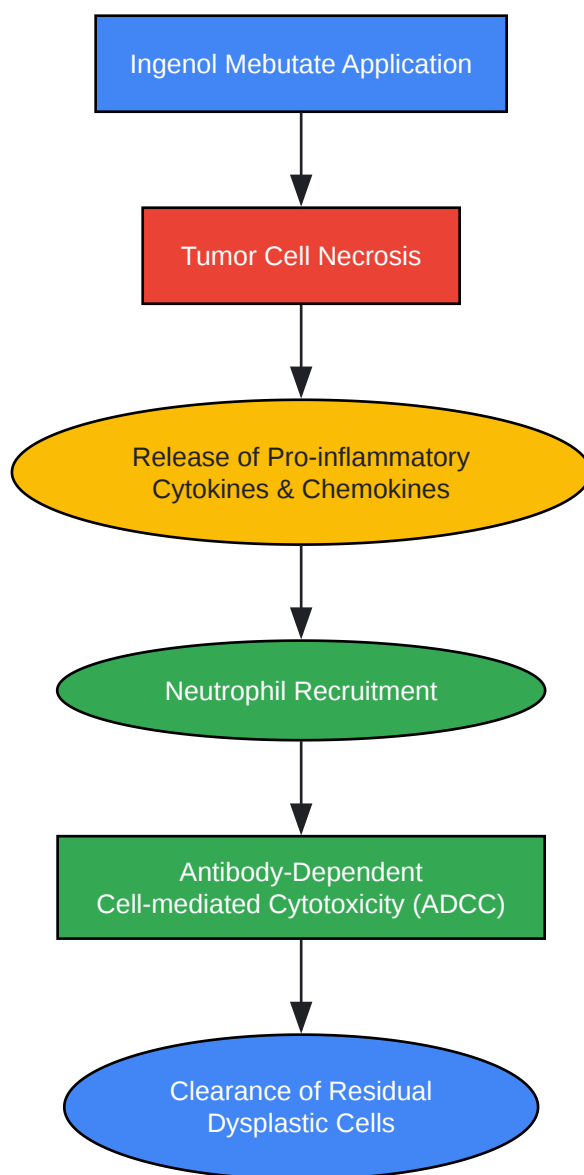 Ingenol Mebutate Application
Tumor Cell Necrosis
Release of Pro-inflammatory
Cytokines & Chemokines
Neutrophil Recruitment
Antibody-Dependent
Cell-mediated Cytotoxicity (ADCC)
Clearance of Residual
Dysplastic Cells